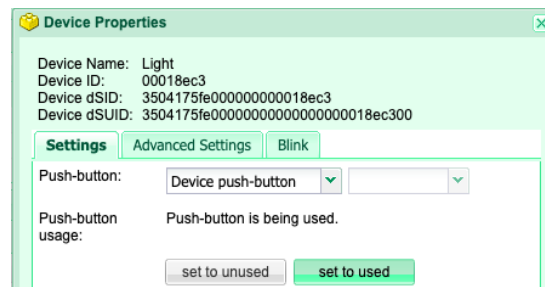 Device Properties
Device Name: Light
Device ID: 00018ec3
Device dSID: 3504175fe000000000018ec3
Device dSUID: 3504175fe00000000000000000018ec300
Settings Advanced Settings Blink
Push-button: Device push-button
Push-button usage: Push-button is being used.
set to unused set to used